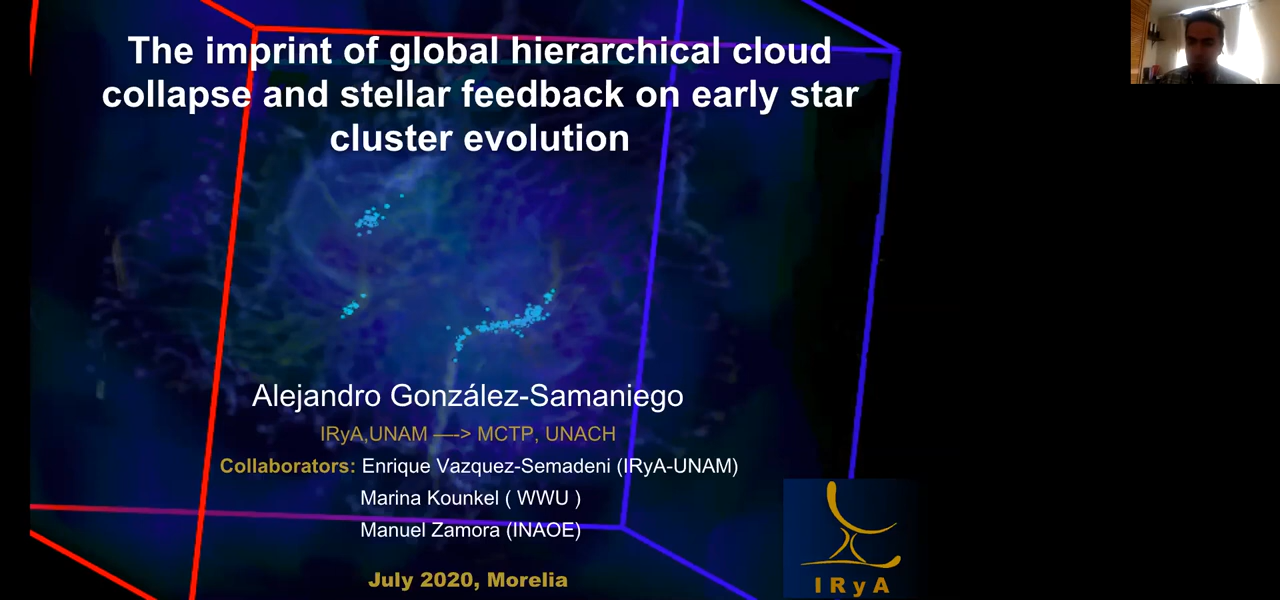 The imprint of global hierarchical cloud
collapse and stellar feedback on early star
cluster evolution
Alejandro González-Samaniego
IRyA,UNAM —-> MCTP, UNACH
Collaborators: Enrique Vazquez-Semadeni (IRyA-UNAM)
Marina Kounkel ( WWU )
Manuel Zamora (INAOE)
July 2020, Morelia
IRyA